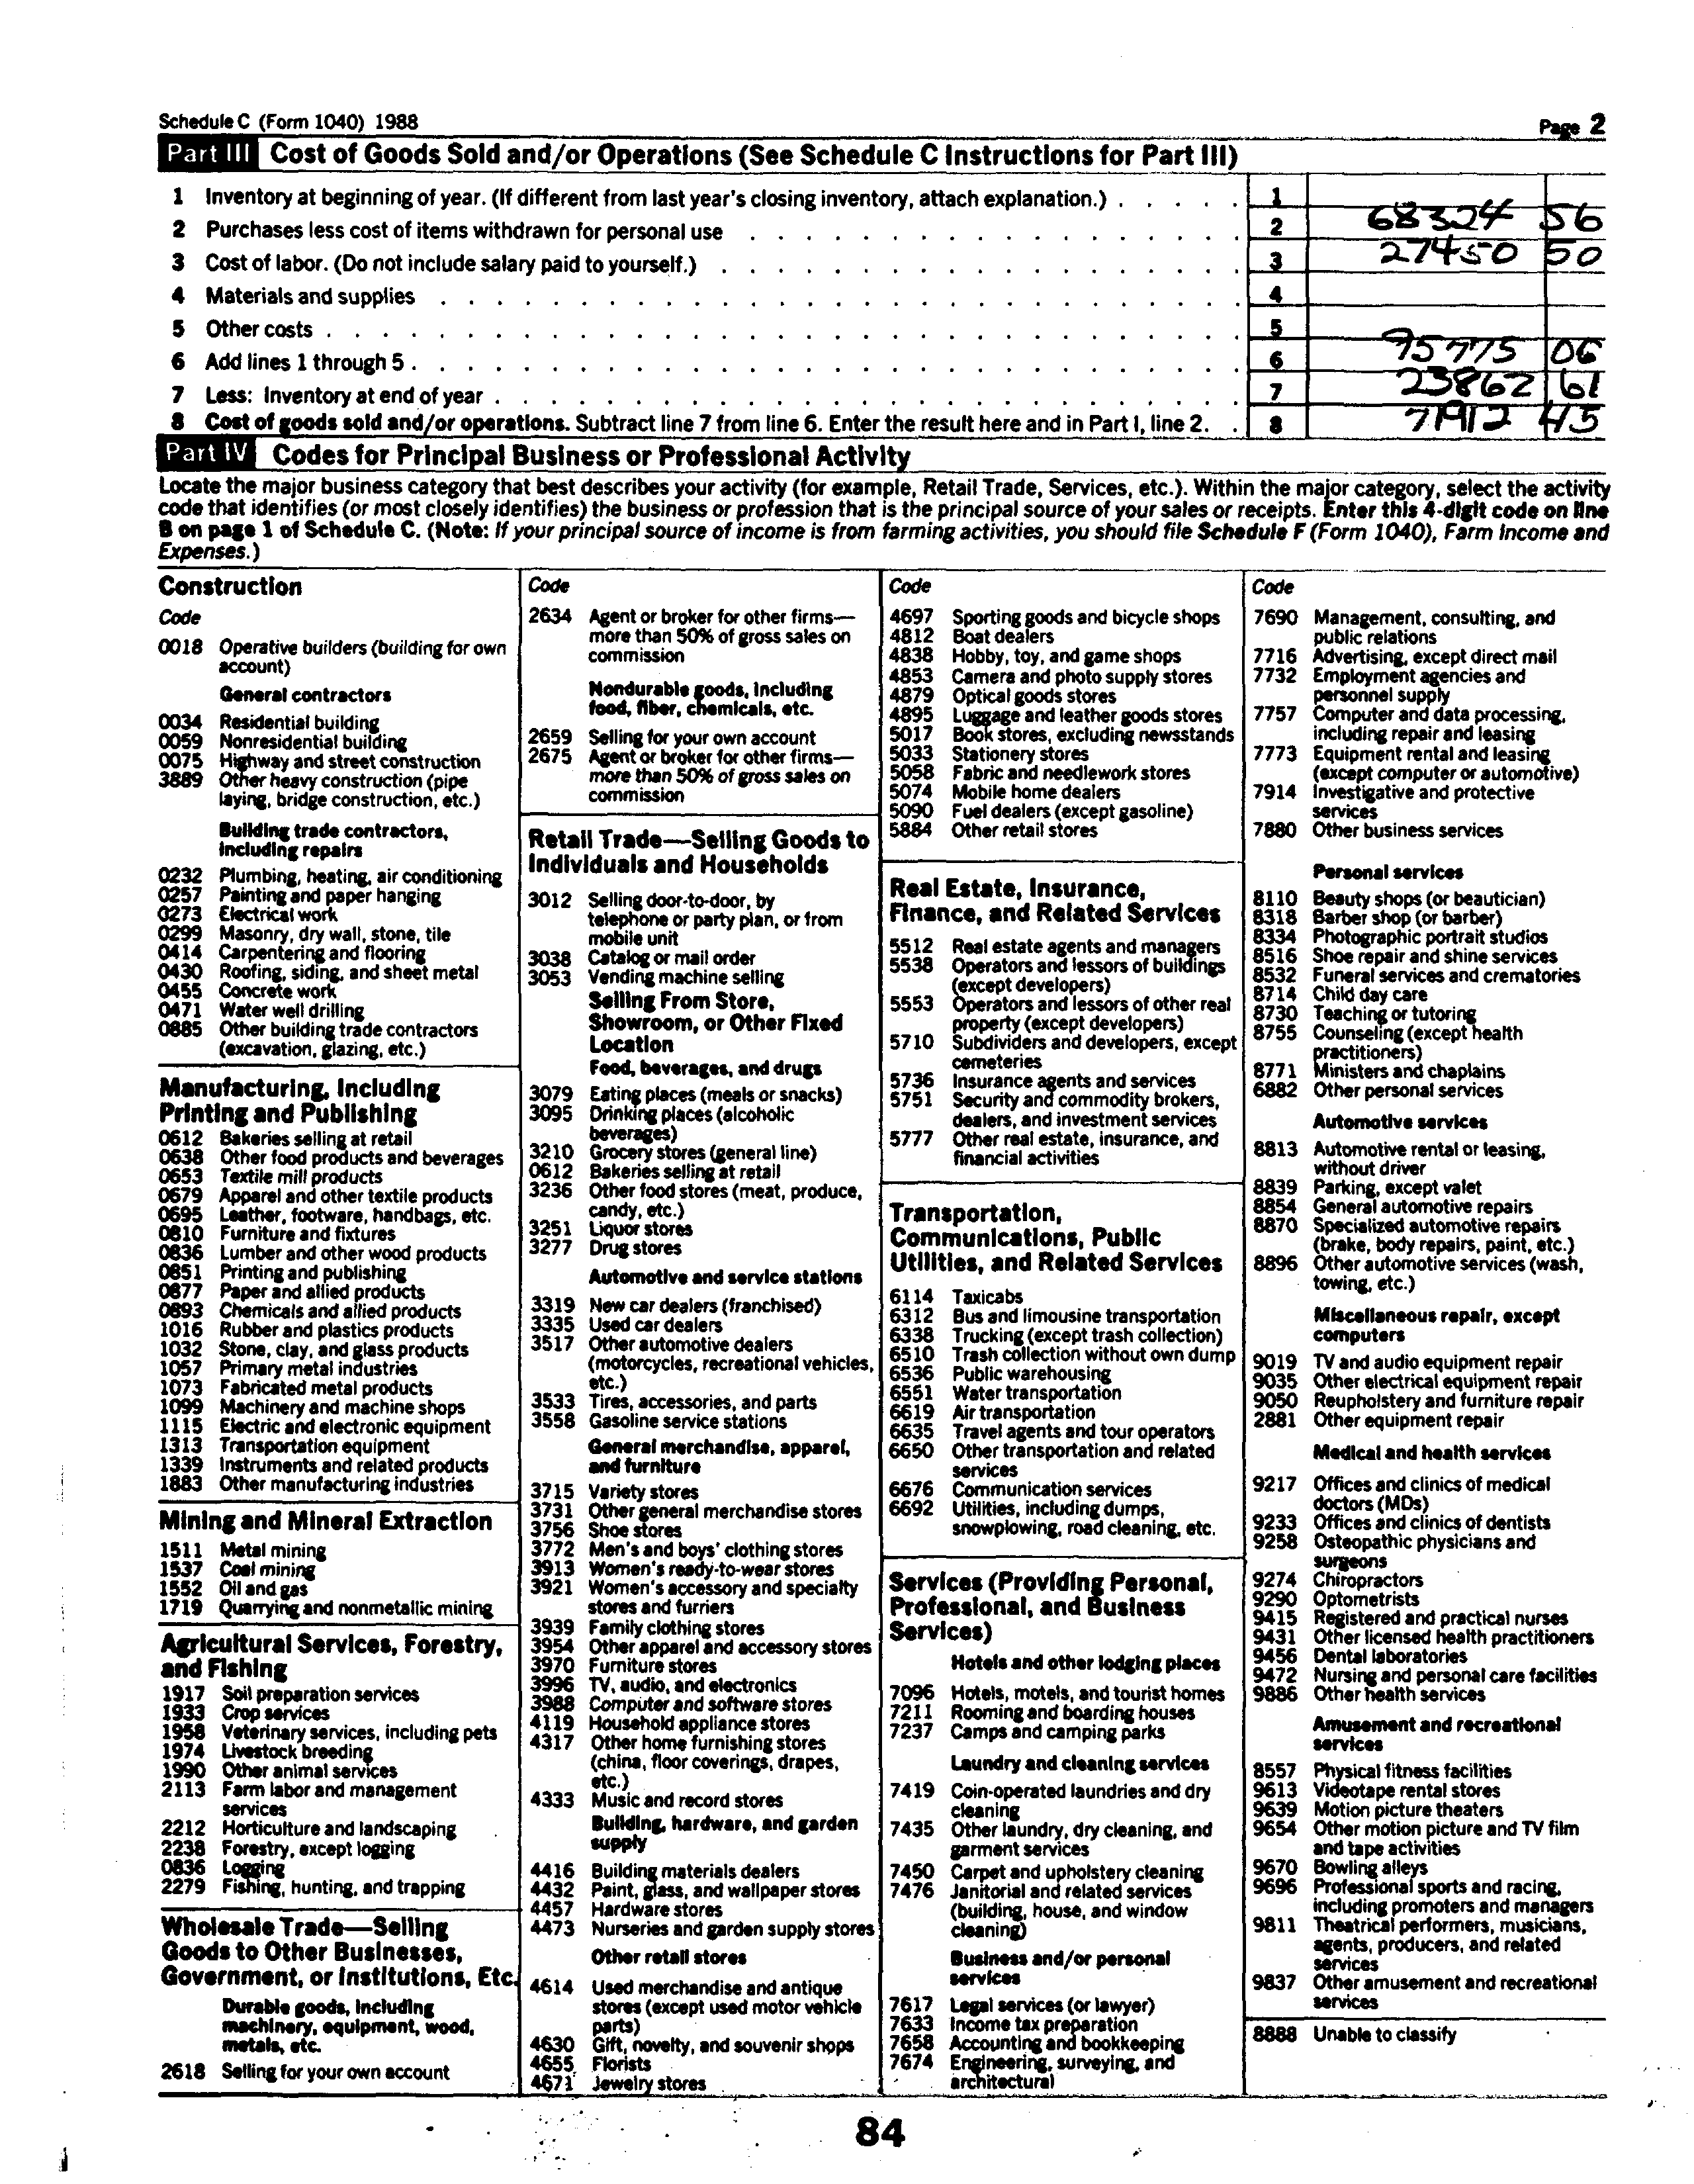 Schedule C (Form 1040) 1988 Page 2
Part III Cost of Goods Sold and/or Operations (See Schedule C Instructions for Part III)
1 Inventory at beginning of year. (If different from last year's closing inventory, attach explanation.) . . . . . 1
2 Purchases less cost of items withdrawn for personal use . . . . . . . . . . . . . . . . . . 2 68324 56
3 Cost of labor. (Do not include salary paid to yourself.) . . . . . . . . . . . . . . . . . . . 3 27450 50
4 Materials and supplies . . . . . . . . . . . . . . . . . . . . . . . . . . . . . 4
5 Other costs . . . . . . . . . . . . . . . . . . . . . . . . . . . . . . . . . 5
6 Add lines 1 through 5 . . . . . . . . . . . . . . . . . . . . . . . . . . . . . . 6 95775 06
7 Less: Inventory at end of year . . . . . . . . . . . . . . . . . . . . . . . . . . . 7 23862 61
8 Cost of goods sold and/or operations. Subtract line 7 from line 6. Enter the result here and in Part I, line 2. . 8 71912 45
Part IV Codes for Principal Business or Professional Activity
Locate the major business category that best describes your activity (for example, Retail Trade, Services, etc.). Within the major category, select the activity
code that identifies (or most closely identifies) the business or profession that is the principal source of your sales or receipts. Enter this 4-digit code on line
B on page 1 of Schedule C. (Note: If your principal source of income is from farming activities, you should file Schedule F (Form 1040), Farm Income and
Expenses.)
Construction
Code
0018 Operative builders (building for own
account)
General contractors
0034 Residential building
0059 Nonresidential building
0075 Highway and street construction
3889 Other heavy construction (pipe
laying, bridge construction, etc.)
Building trade contractors,
including repairs
0232 Plumbing, heating, air conditioning
0257 Painting and paper hanging
0273 Electrical work
0299 Masonry, dry wall, stone, tile
0414 Carpentering and flooring
0430 Roofing, siding, and sheet metal
0455 Concrete work
0471 Water well drilling
0885 Other building trade contractors
(excavation, glazing, etc.)
Manufacturing, Including
Printing and Publishing
0612 Bakeries selling at retail
0638 Other food products and beverages
0653 Textile mill products
0679 Apparel and other textile products
0695 Leather, footware, handbags, etc.
0810 Furniture and fixtures
0836 Lumber and other wood products
0851 Printing and publishing
0877 Paper and allied products
0893 Chemicals and allied products
1016 Rubber and plastics products
1032 Stone, clay, and glass products
1057 Primary metal industries
1073 Fabricated metal products
1099 Machinery and machine shops
1115 Electric and electronic equipment
1313 Transportation equipment
1339 Instruments and related products
1883 Other manufacturing industries
Mining and Mineral Extraction
1511 Metal mining
1537 Coal mining
1552 Oil and gas
1719 Quarrying and nonmetallic mining
Agricultural Services, Forestry,
and Fishing
1917 Soil preparation services
1933 Crop services
1958 Veterinary services, including pets
1974 Livestock breeding
1990 Other animal services
2113 Farm labor and management
services
2212 Horticulture and landscaping
2238 Forestry, except logging
0836 Logging
2279 Fishing, hunting, and trapping
Wholesale Trade—Selling
Goods to Other Businesses,
Government, or Institutions, Etc.
Durable goods, including
machinery, equipment, wood,
metals, etc.
2618 Selling for your own account
Code
2634 Agent or broker for other firms—
more than 50% of gross sales on
commission
Nondurable goods, including
food, fiber, chemicals, etc.
2659 Selling for your own account
2675 Agent or broker for other firms—
more than 50% of gross sales on
commission
Retail Trade—Selling Goods to
Individuals and Households
3012 Selling door-to-door, by
telephone or party plan, or from
mobile unit
3038 Catalog or mail order
3053 Vending machine selling
Selling From Store,
Showroom, or Other Fixed
Location
Food, beverages, and drugs
3079 Eating places (meals or snacks)
3095 Drinking places (alcoholic
beverages)
3210 Grocery stores (general line)
0612 Bakeries selling at retail
3236 Other food stores (meat, produce,
candy, etc.)
3251 Liquor stores
3277 Drug stores
Automotive and service stations
3319 New car dealers (franchised)
3335 Used car dealers
3517 Other automotive dealers
(motorcycles, recreational vehicles,
etc.)
3533 Tires, accessories, and parts
3558 Gasoline service stations
General merchandise, apparel,
and furniture
3715 Variety stores
3731 Other general merchandise stores
3756 Shoe stores
3772 Men's and boys' clothing stores
3913 Women's ready-to-wear stores
3921 Women's accessory and specialty
stores and furriers
3939 Family clothing stores
3954 Other apparel and accessory stores
3970 Furniture stores
3996 TV, audio, and electronics
3988 Computer and software stores
4119 Household appliance stores
4317 Other home furnishing stores
(china, floor coverings, drapes,
etc.)
4333 Music and record stores
Building, hardware, and garden
supply
4416 Building materials dealers
4432 Paint, glass, and wallpaper stores
4457 Hardware stores
4473 Nurseries and garden supply stores
Other retail stores
4614 Used merchandise and antique
stores (except used motor vehicle
parts)
4630 Gift, novelty, and souvenir shops
4655 Florists
4671 Jewelry stores
Code
4697 Sporting goods and bicycle shops
4812 Boat dealers
4838 Hobby, toy, and game shops
4853 Camera and photo supply stores
4879 Optical goods stores
4895 Luggage and leather goods stores
5017 Book stores, excluding newsstands
5033 Stationery stores
5058 Fabric and needlework stores
5074 Mobile home dealers
5090 Fuel dealers (except gasoline)
5884 Other retail stores
Real Estate, Insurance,
Finance, and Related Services
5512 Real estate agents and managers
5538 Operators and lessors of buildings
(except developers)
5553 Operators and lessors of other real
property (except developers)
5710 Subdividers and developers, except
cemeteries
5736 Insurance agents and services
5751 Security and commodity brokers,
dealers, and investment services
5777 Other real estate, insurance, and
financial activities
Transportation,
Communications, Public
Utilities, and Related Services
6114 Taxicabs
6312 Bus and limousine transportation
6338 Trucking (except trash collection)
6510 Trash collection without own dump
6536 Public warehousing
6551 Water transportation
6619 Air transportation
6635 Travel agents and tour operators
6650 Other transportation and related
services
6676 Communication services
6692 Utilities, including dumps,
snowplowing, road cleaning, etc.
Services (Providing Personal,
Professional, and Business
Services)
Hotels and other lodging places
7096 Hotels, motels, and tourist homes
7211 Rooming and boarding houses
7237 Camps and camping parks
Laundry and cleaning services
7419 Coin-operated laundries and dry
cleaning
7435 Other laundry, dry cleaning, and
garment services
7450 Carpet and upholstery cleaning
7476 Janitorial and related services
(building, house, and window
cleaning)
Business and/or personal
services
7617 Legal services (or lawyer)
7633 Income tax preparation
7658 Accounting and bookkeeping
7674 Engineering, surveying, and
architectural
Code
7690 Management, consulting, and
public relations
7716 Advertising, except direct mail
7732 Employment agencies and
personnel supply
7757 Computer and data processing,
including repair and leasing
7773 Equipment rental and leasing
(except computer or automotive)
7914 Investigative and protective
services
7880 Other business services
Personal services
8110 Beauty shops (or beautician)
8318 Barber shop (or barber)
8334 Photographic portrait studios
8516 Shoe repair and shine services
8532 Funeral services and crematories
8714 Child day care
8730 Teaching or tutoring
8755 Counseling (except health
practitioners)
8771 Ministers and chaplains
6882 Other personal services
Automotive services
8813 Automotive rental or leasing,
without driver
8839 Parking, except valet
8854 General automotive repairs
8870 Specialized automotive repairs
(brake, body repairs, paint, etc.)
8896 Other automotive services (wash,
towing, etc.)
Miscellaneous repair, except
computers
9019 TV and audio equipment repair
9035 Other electrical equipment repair
9050 Reupholstery and furniture repair
2881 Other equipment repair
Medical and health services
9217 Offices and clinics of medical
doctors (MDs)
9233 Offices and clinics of dentists
9258 Osteopathic physicians and
surgeons
9274 Chiropractors
9290 Optometrists
9415 Registered and practical nurses
9431 Other licensed health practitioners
9456 Dental laboratories
9472 Nursing and personal care facilities
9886 Other health services
Amusement and recreational
services
8557 Physical fitness facilities
9613 Videotape rental stores
9639 Motion picture theaters
9654 Other motion picture and TV film
and tape activities
9670 Bowling alleys
9696 Professional sports and racing,
including promoters and managers
9811 Theatrical performers, musicians,
agents, producers, and related
services
9837 Other amusement and recreational
services
8888 Unable to classify
84